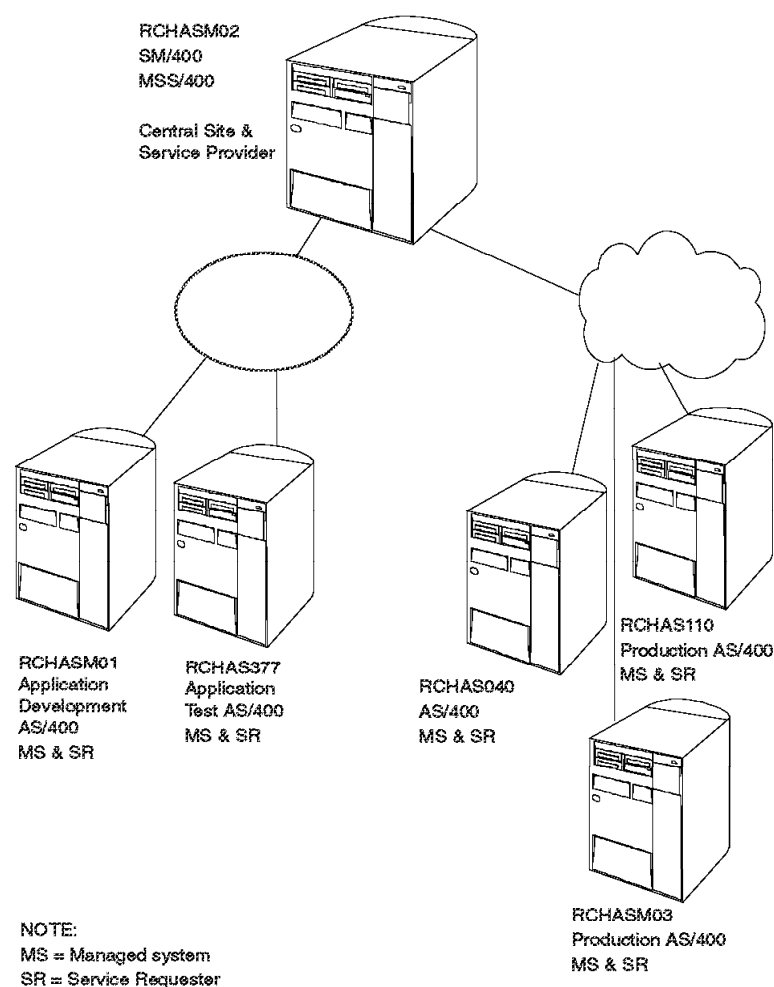 RCHASM02
SM/400
MSS/400
Central Site &
Service Provider
RCHASM01
Application
Development
AS/400
MS & SR
RCHAS377
Application
Test AS/400
MS & SR
RCHAS040
AS/400
MS & SR
RCHAS110
Production AS/400
MS & SR
RCHASM03
Production AS/400
MS & SR
NOTE:
MS = Managed system
SR = Service Requester